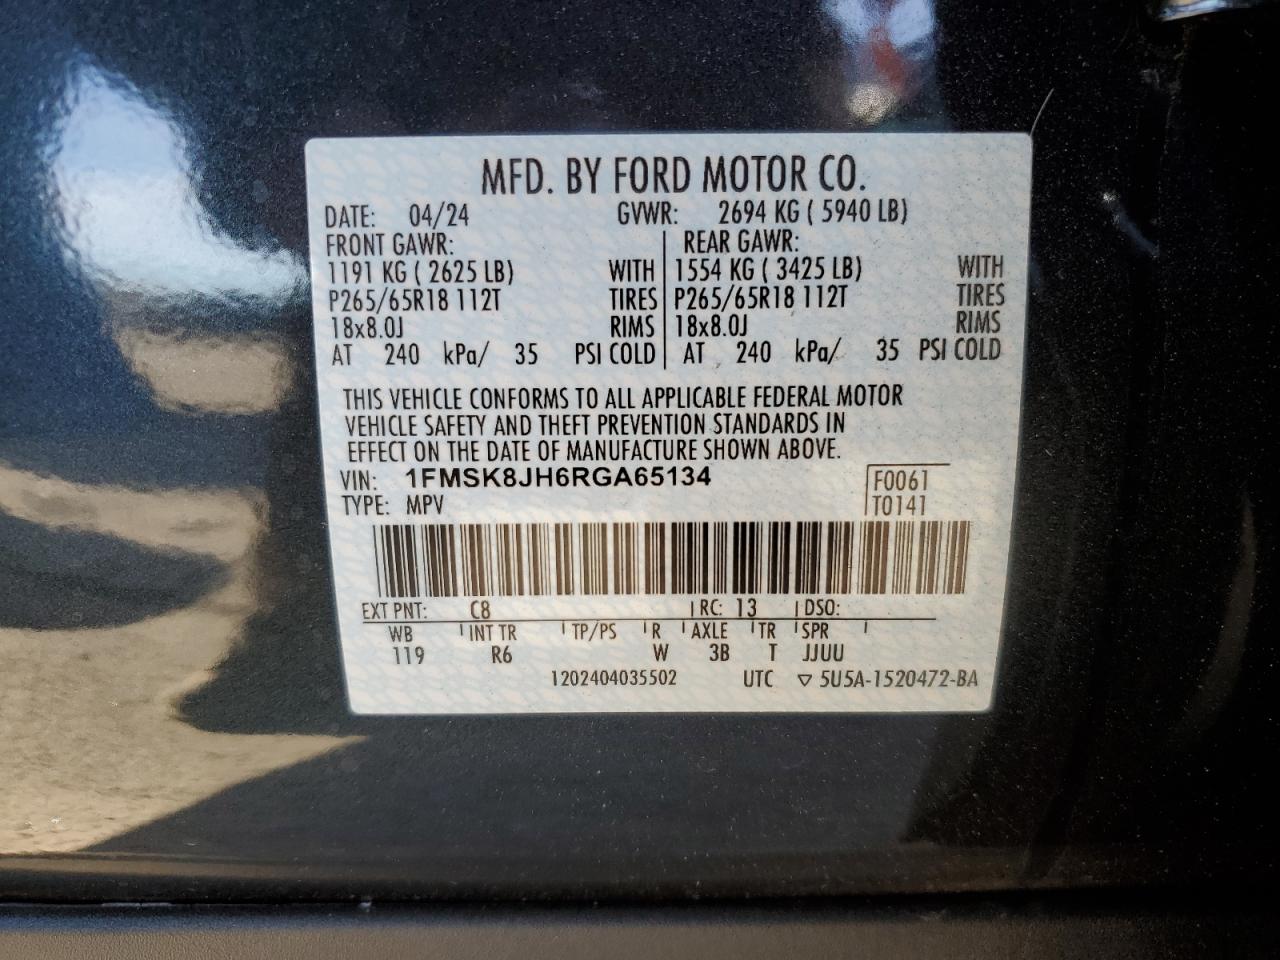 MFD. BY FORD MOTOR CO.
DATE: 04/24 GVWR: 2694 KG ( 5940 LB)
FRONT GAWR: REAR GAWR:
1191 KG ( 2625 LB) WITH 1554 KG ( 3425 LB) WITH
P265/65R18 112T TIRES P265/65R18 112T TIRES
18x8.0J RIMS 18x8.0J RIMS
AT 240 kPa/ 35 PSI COLD AT 240 kPa/ 35 PSI COLD
THIS VEHICLE CONFORMS TO ALL APPLICABLE FEDERAL MOTOR
VEHICLE SAFETY AND THEFT PREVENTION STANDARDS IN
EFFECT ON THE DATE OF MANUFACTURE SHOWN ABOVE.
VIN: 1FMSK8JH6RGA65134 F0061
TYPE: MPV T0141
EXT PNT: C8 RC: 13 DSO:
WB INT TR TP/PS R AXLE TR SPR
119 R6 W 3B T JJUU
1202404035502 UTC ▽ 5U5A-1520472-BA